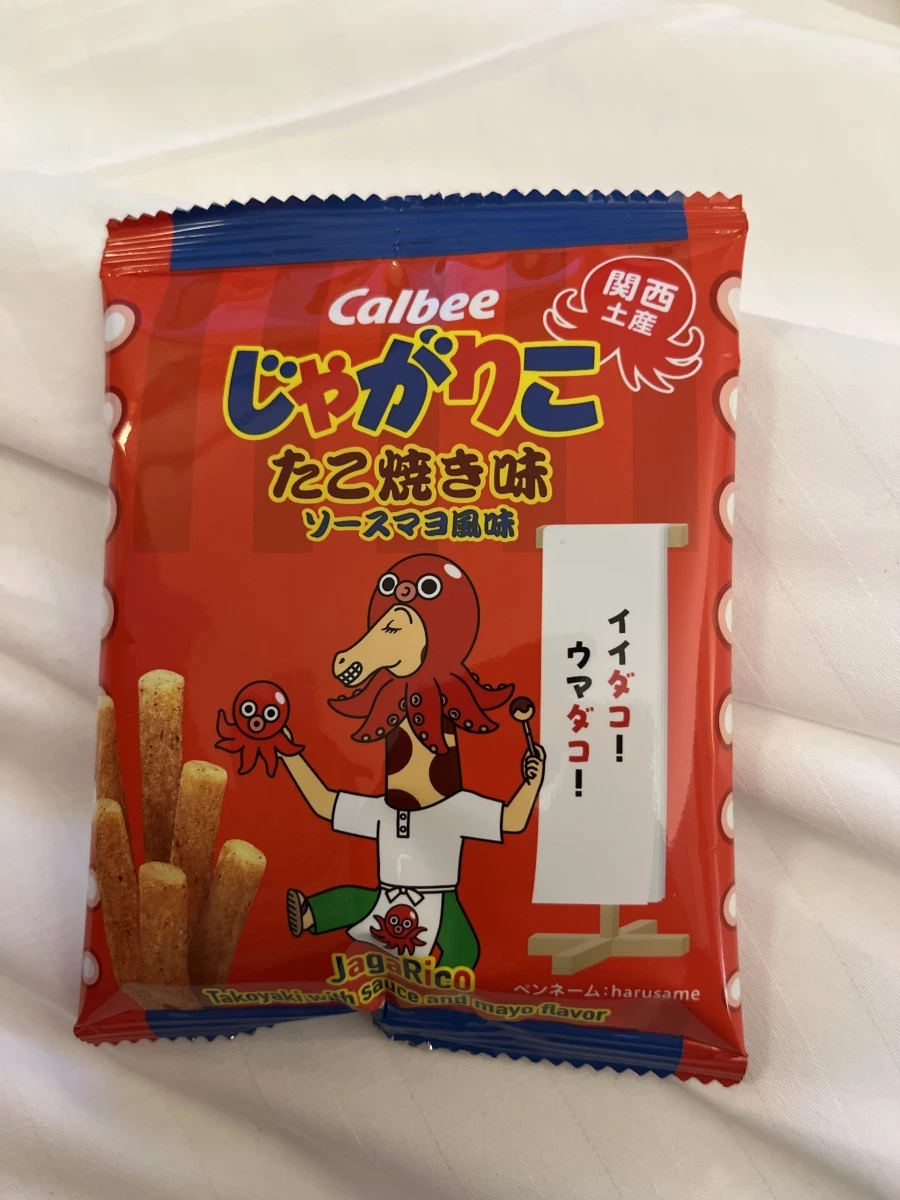 Calbee
関西
土産
じゃがりこ
たこ焼き味
ソースマヨ風味
イイダコ!
ウマダコ!
JagaRico
Takoyaki with sauce and mayo flavor
ペンネーム:harusame